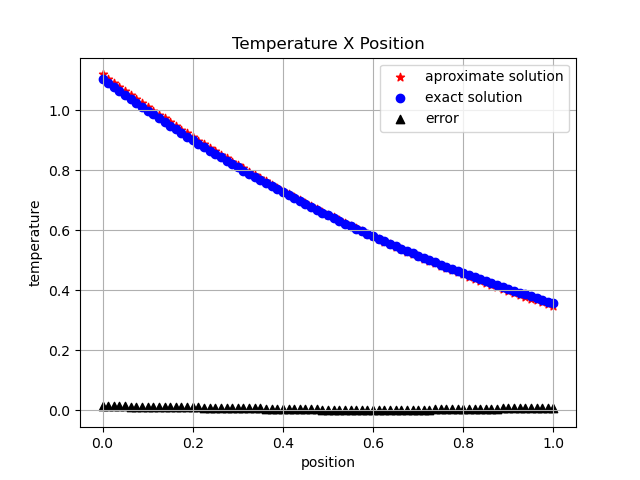 Temperature X Position
aproximate solution
exact solution
error
temperature
1.0
0.8
0.6
0.4
0.2
0.0
0.0 0.2 0.4 0.6 0.8 1.0
position